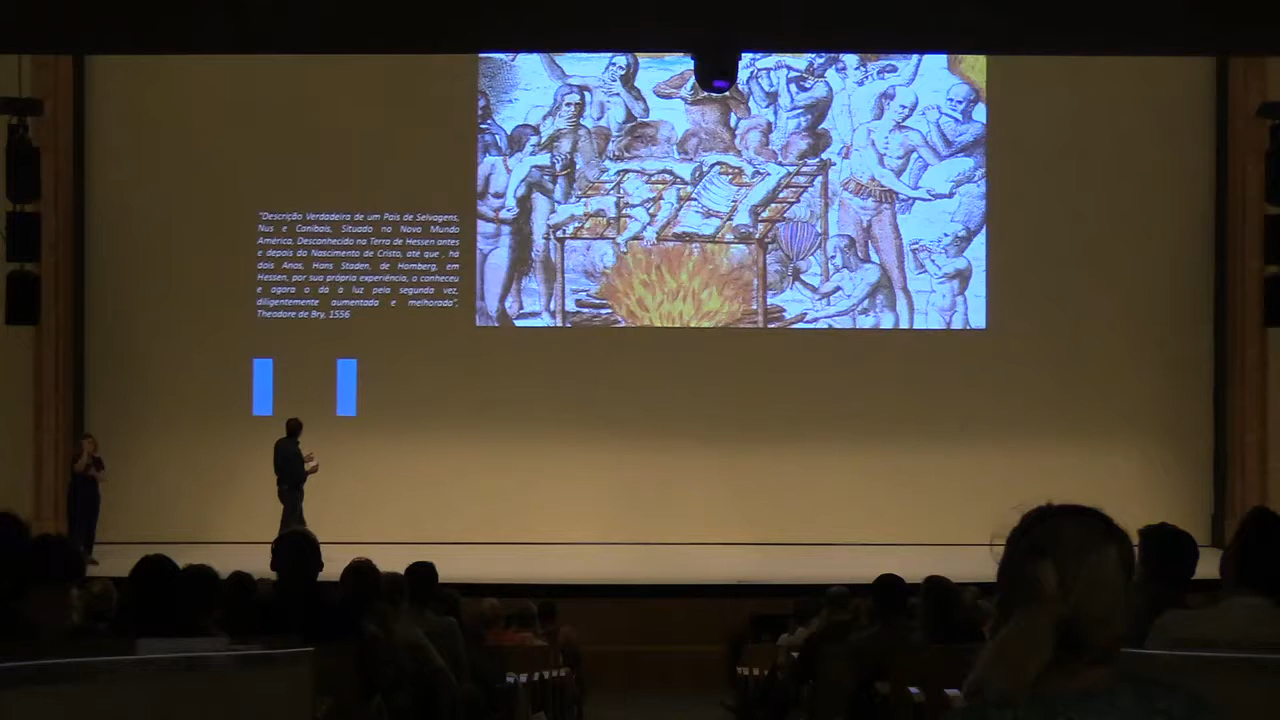 "Descrição Verdadeira de um País de Selvagens,
Nus e Canibais, Situado no Novo Mundo
América, Desconhecido na Terra de Hessen antes
e depois do Nascimento de Cristo, até que , há
dois Anos, Hans Staden, de Homberg, em
Hessen, por sua própria experiência, o conheceu
e agora o dá à luz pela segunda vez,
diligentemente aumentada e melhorada",
Theodore de Bry, 1556